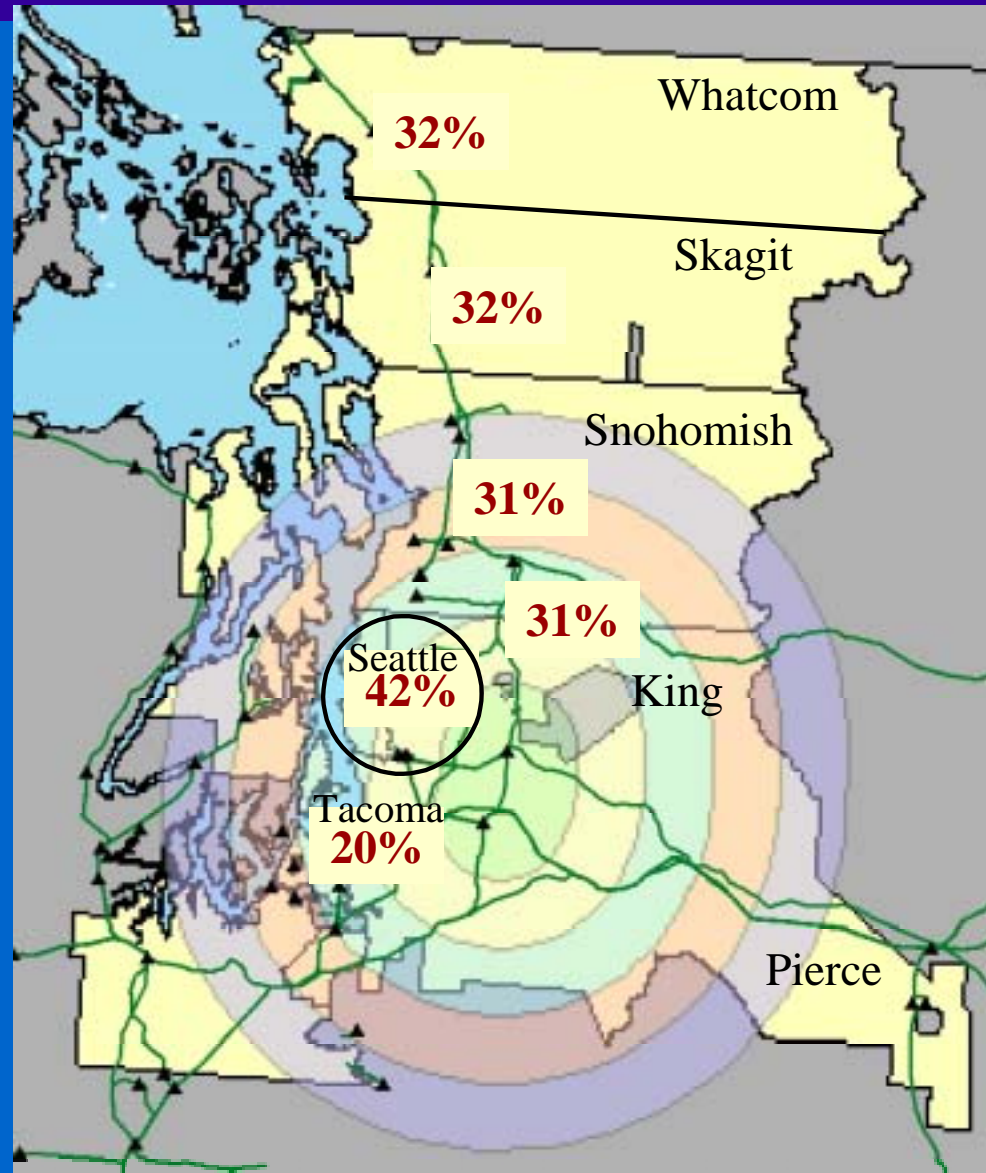 Whatcom
32%
Skagit
32%
Snohomish
31%
31%
Seattle
42%
King
Tacoma
20%
Pierce